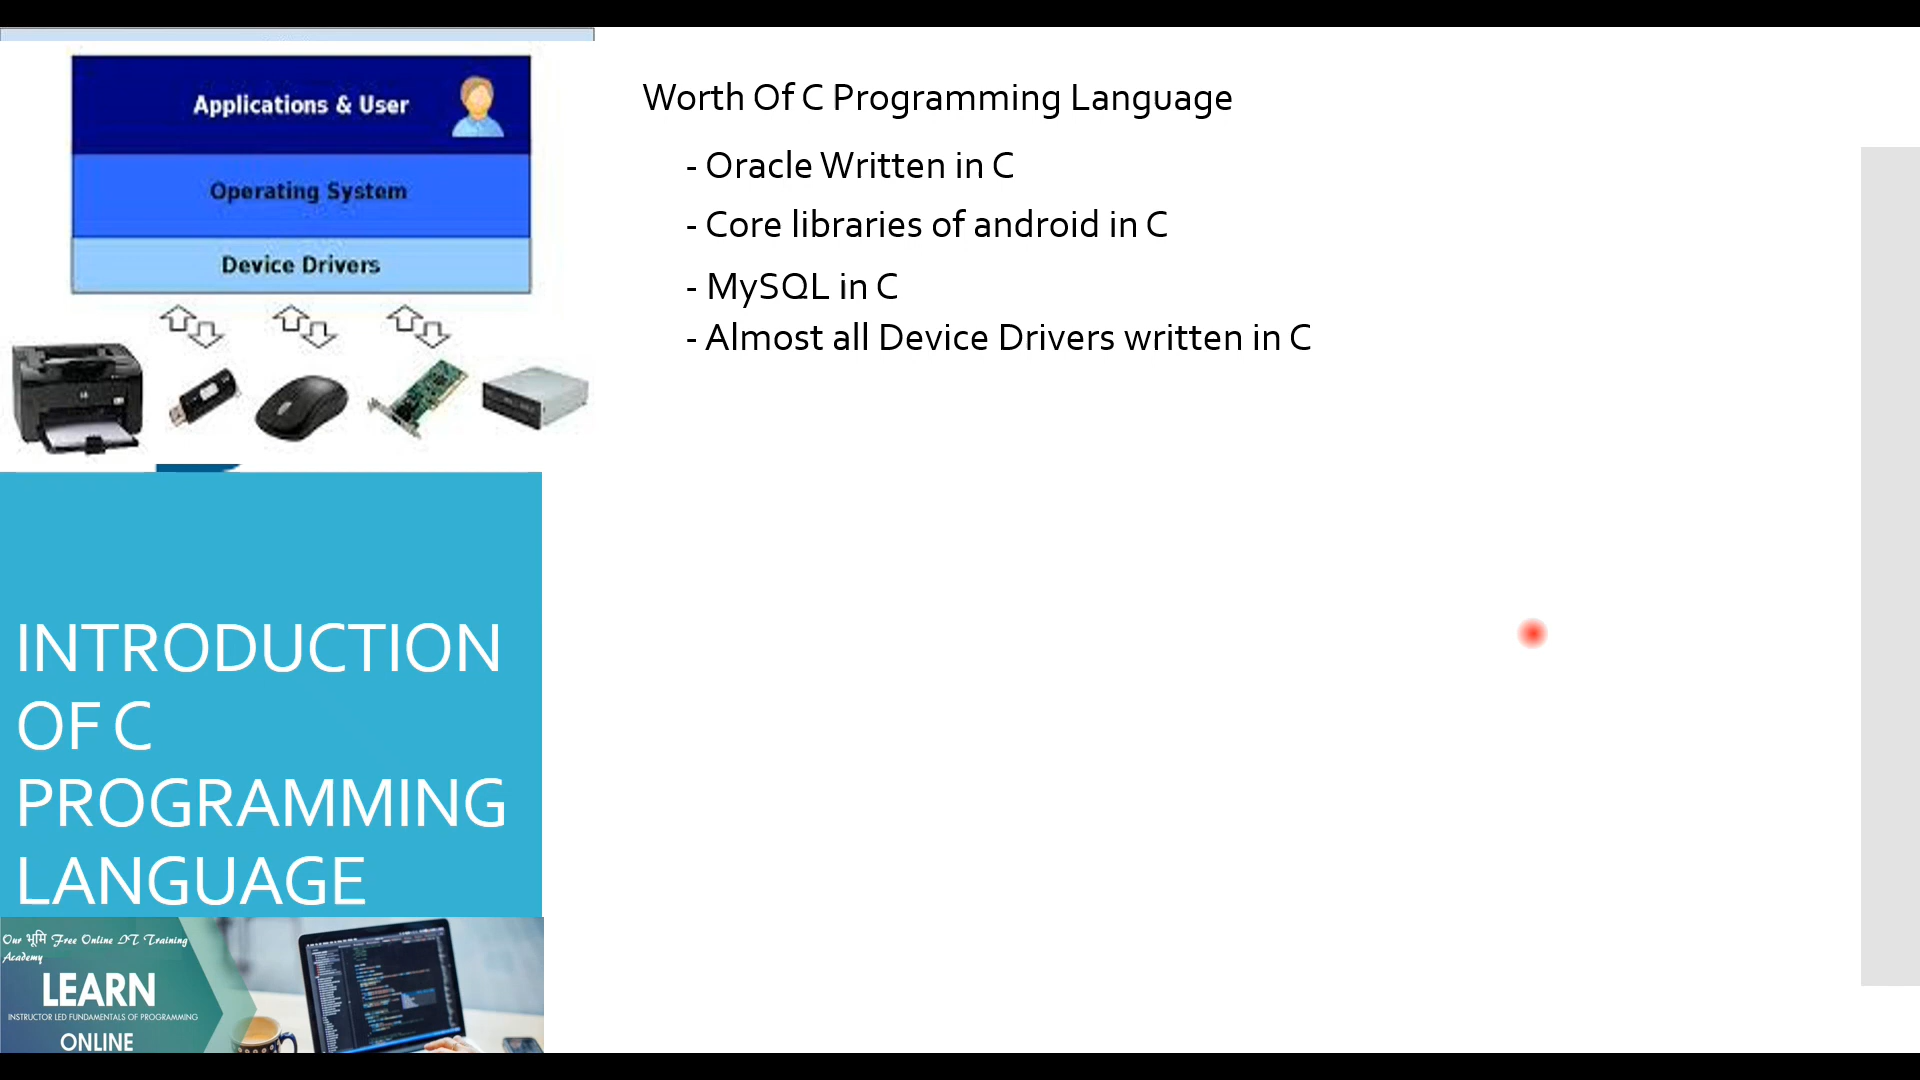 Applications & User
Operating System
Device Drivers
Worth Of C Programming Language
- Oracle Written in C
- Core libraries of android in C
- MySQL in C
- Almost all Device Drivers written in C
INTRODUCTION
OF C
PROGRAMMING
LANGUAGE
Our भूमि Free Online IT Training
Academy
LEARN
INSTRUCTOR LED FUNDAMENTALS OF PROGRAMMING
ONLINE